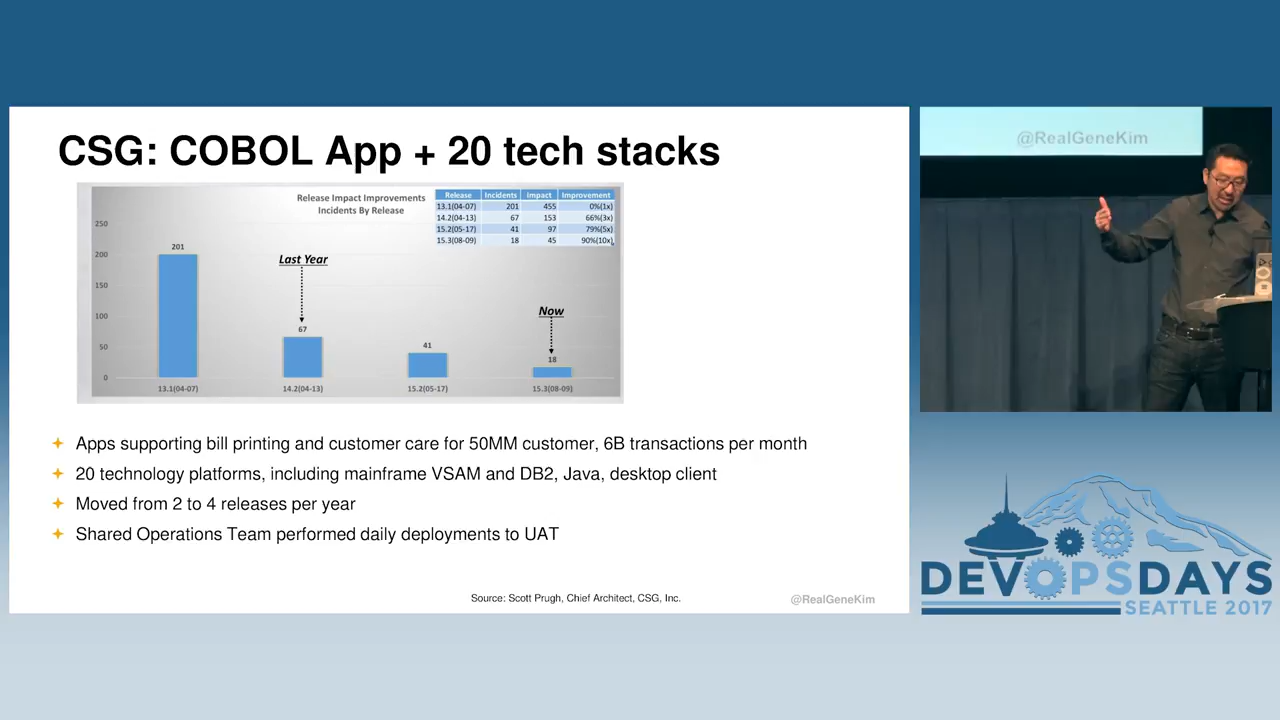 CSG: COBOL App + 20 tech stacks
Release Impact Improvements
Incidents By Release
Release Incidents Impact Improvement
13.1(04-07) 201 455 0%(1x)
14.2(04-13) 67 153 66%(3x)
15.2(05-17) 41 97 79%(5x)
15.3(08-09) 18 45 90%(10x)
250
200
150
100
50
0
201
Last Year
67
41
Now
18
13.1(04-07) 14.2(04-13) 15.2(05-17) 15.3(08-09)
Apps supporting bill printing and customer care for 50MM customer, 6B transactions per month
20 technology platforms, including mainframe VSAM and DB2, Java, desktop client
Moved from 2 to 4 releases per year
Shared Operations Team performed daily deployments to UAT
Source: Scott Prugh, Chief Architect, CSG, Inc.
@RealGeneKim
@RealGeneKim
DEVOPSDAYS
SEATTLE 2017